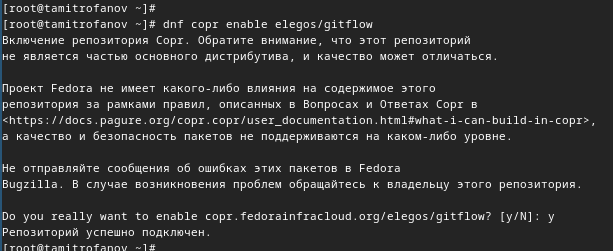 [root@tamitrofanov ~]#
[root@tamitrofanov ~]# dnf copr enable elegos/gitflow
Включение репозитория Copr. Обратите внимание, что этот репозиторий
не является частью основного дистрибутива, и качество может отличаться.
Проект Fedora не имеет какого-либо влияния на содержимое этого
репозитория за рамками правил, описанных в Вопросах и Ответах Copr в
<https://docs.pagure.org/copr.copr/user_documentation.html#what-i-can-build-in-copr>,
а качество и безопасность пакетов не поддерживаются на каком-либо уровне.
Не отправляйте сообщения об ошибках этих пакетов в Fedora
Bugzilla. В случае возникновения проблем обращайтесь к владельцу этого репозитория.
Do you really want to enable copr.fedorainfracloud.org/elegos/gitflow? [y/N]: y
Репозиторий успешно подключен.
[root@tamitrofanov ~]#